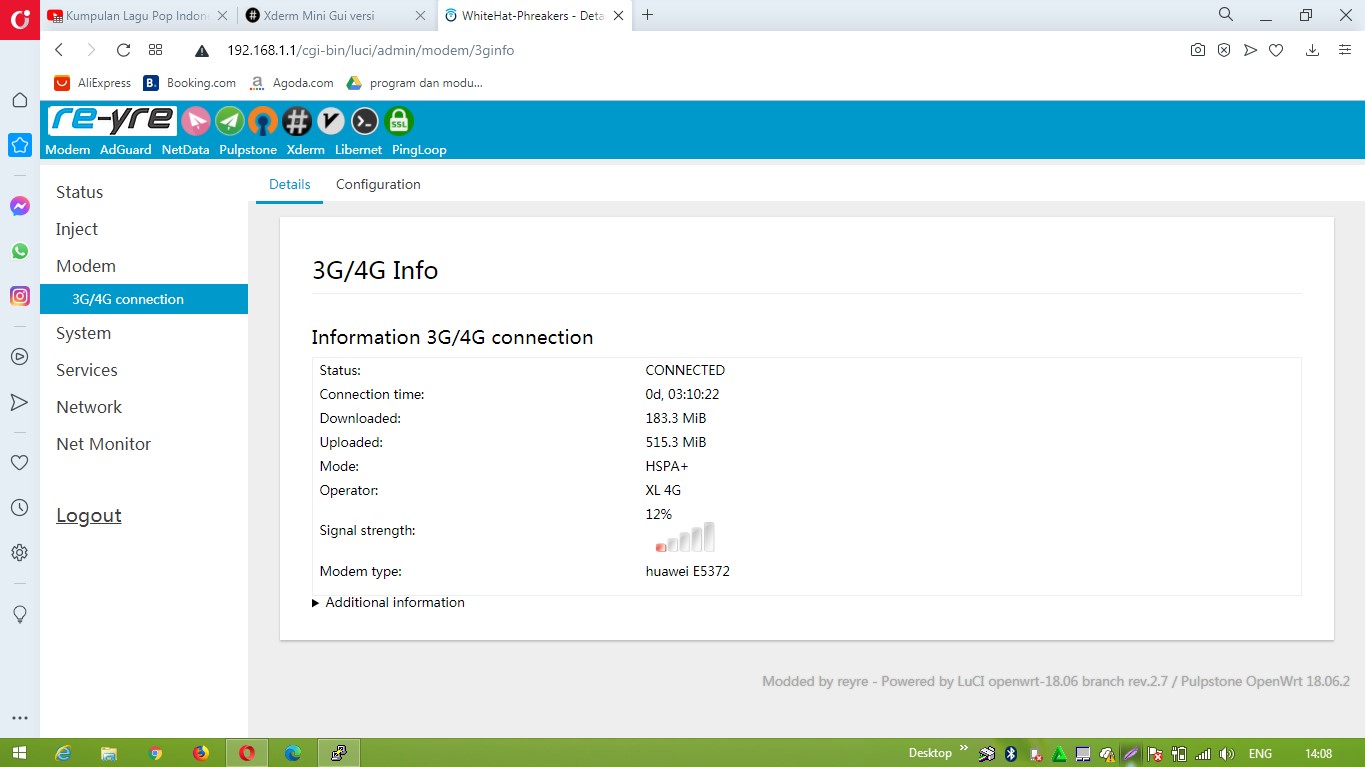 Kumpulan Lagu Pop Indon
Xderm Mini Gui versi
WhiteHat-Phreakers - Deta
192.168.1.1/cgi-bin/luci/admin/modem/3ginfo
AliExpress
B. Booking.com
a Agoda.com
program dan modu...
re-yre
SSL
Modem AdGuard NetData Pulpstone Xderm Libernet PingLoop
Status
Inject
Modem
3G/4G connection
System
Services
Network
Net Monitor
Logout
Details Configuration
3G/4G Info
Information 3G/4G connection
Status: CONNECTED
Connection time: 0d, 03:10:22
Downloaded: 183.3 MiB
Uploaded: 515.3 MiB
Mode: HSPA+
Operator: XL 4G
Signal strength: 12%
Modem type: huawei E5372
Additional information
Modded by reyre - Powered by LuCI openwrt-18.06 branch rev.2.7 / Pulpstone OpenWrt 18.06.2
Desktop » ENG 14:08